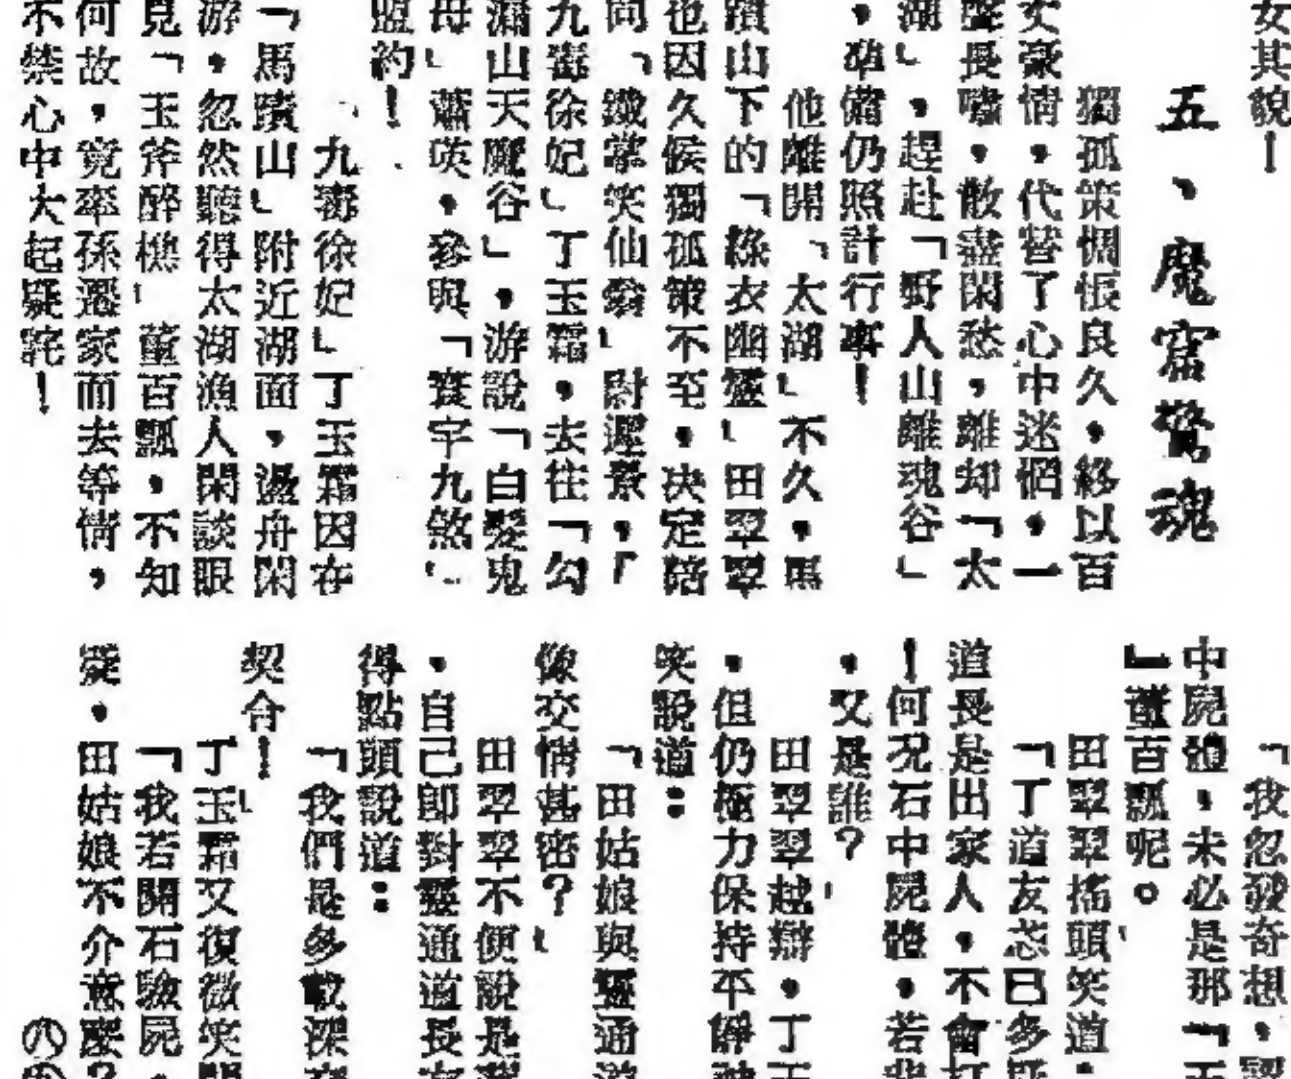 女其貌！
五、魔窟驚魂
獨孤策惆悵良久，終以百
丈豪情，代替了心中迷惘，一
聲長嘯，散盡閑愁，離却「太
湖」，趕赴「野人山離魂谷」
，準備仍照計行事！
他離開「太湖」不久，馬
蹟山下的「綠衣幽靈」田翠翠
也因久候獨孤策不至，決定請
同「鐵掌笑仙翁」尉遲景，「
九毒徐妃」丁玉霜，去往「勾
漏山天魔谷」，游說「白髮鬼
母」蕭瑛，參與「寰宇九煞」
盟約！
「九毒徐妃」丁玉霜因在
「馬蹟山」附近湖面，盪舟閑
游，忽然聽得太湖漁人閑談眼
見「玉斧醉樵」董百瓢，不知
何故，竟率孫遷家而去等情，
不禁心中大起疑詫！
「我忽發奇想，
中屍體，未必是那「
」董百瓢呢。
田翠翠搖頭笑道
「丁道友忒已多
道長是出家人，不會打
！何況石中屍體，若非
，又是誰？」
田翠翠越辯，丁玉
，但仍極力保持平靜
笑說道：
「田姑娘與靈通
像交情甚密？」
田翠翠不便說是
，自己卽對靈通道長
得點頭說道：
「我們是多載深
契合！」
丁玉霜又復微笑
「我若開石驗屍，
疑，田姑娘不介意麼？